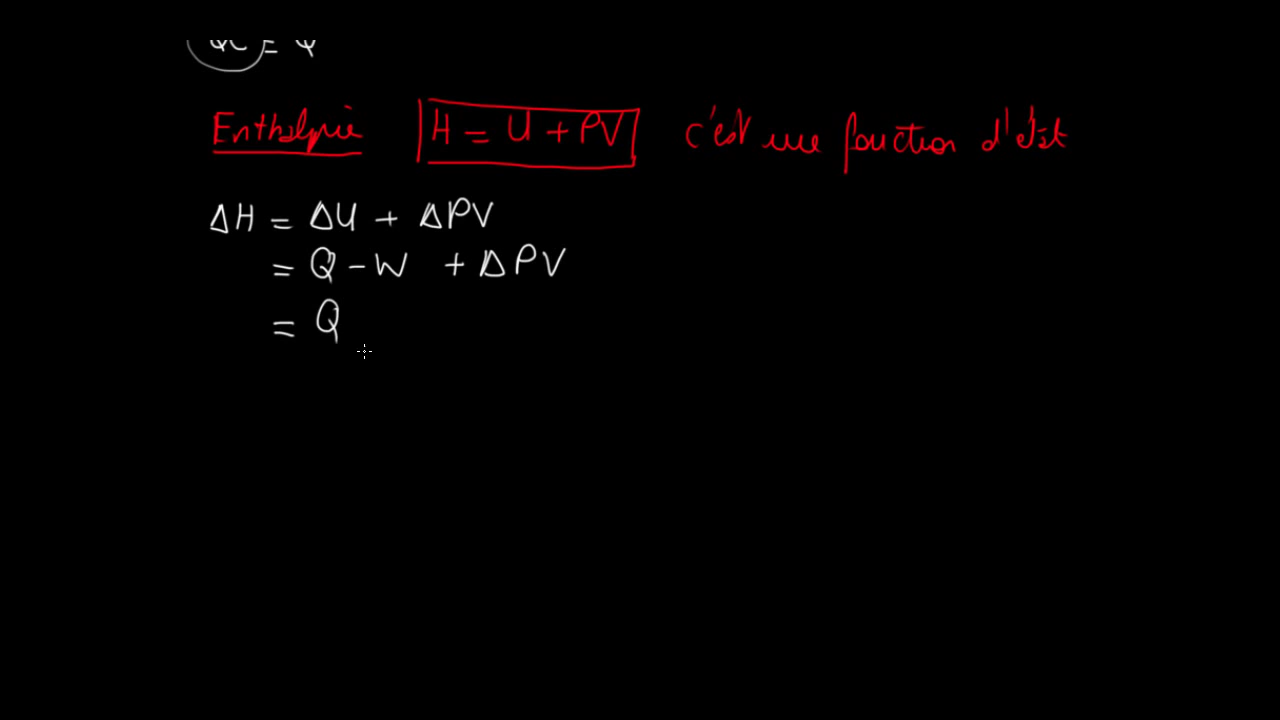 Enthalpie H = U + PV c'est une fonction d'état
ΔH = ΔU + ΔPV
= Q - W + ΔPV
= Q